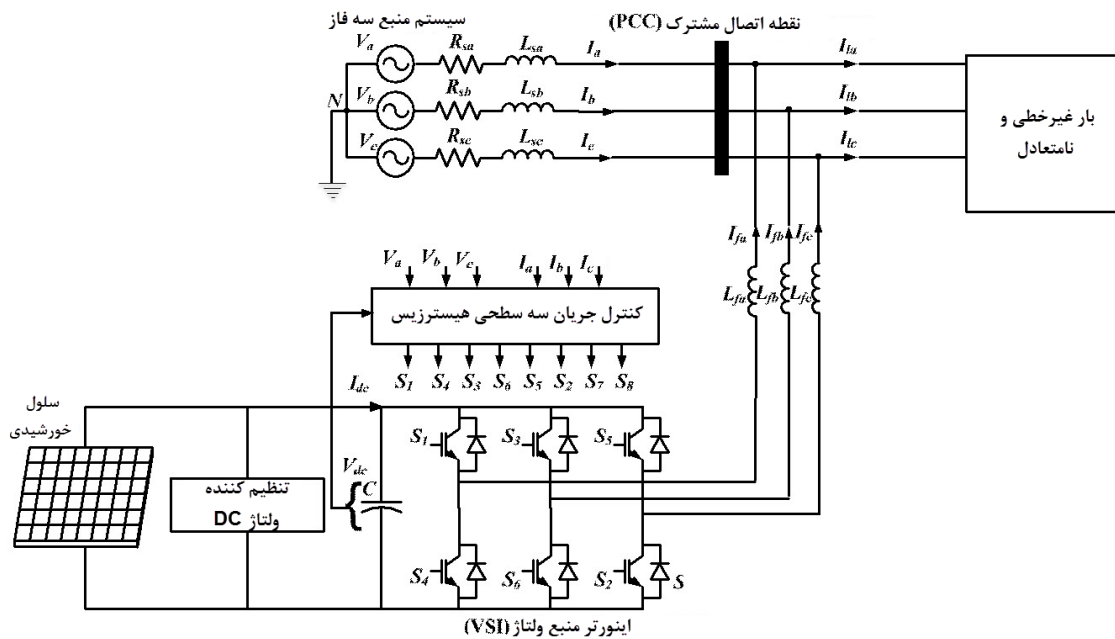 سیستم منبع سه فاز
نقطه اتصال مشترک (PCC)
Va Rsa Lsa Ia Ila
N Vb Rsb Lsb Ib Ilb
Vc Rsc Lsc Ic Ilc
بار غیرخطی و
نامتعادل
Ifa Ifb Ifc
Lfa Lfb Lfc
Va Vb Vc Ia Ib Ic
کنترل جریان سه سطحی هیسترزیس
S1 S4 S3 S6 S5 S2 S7 S8
Idc
سلول
خورشیدی
تنظیم کننده
ولتاژ DC
Vdc
C
S1 S3 S5
S4 S6 S2 S
اینورتر منبع ولتاژ (VSI)